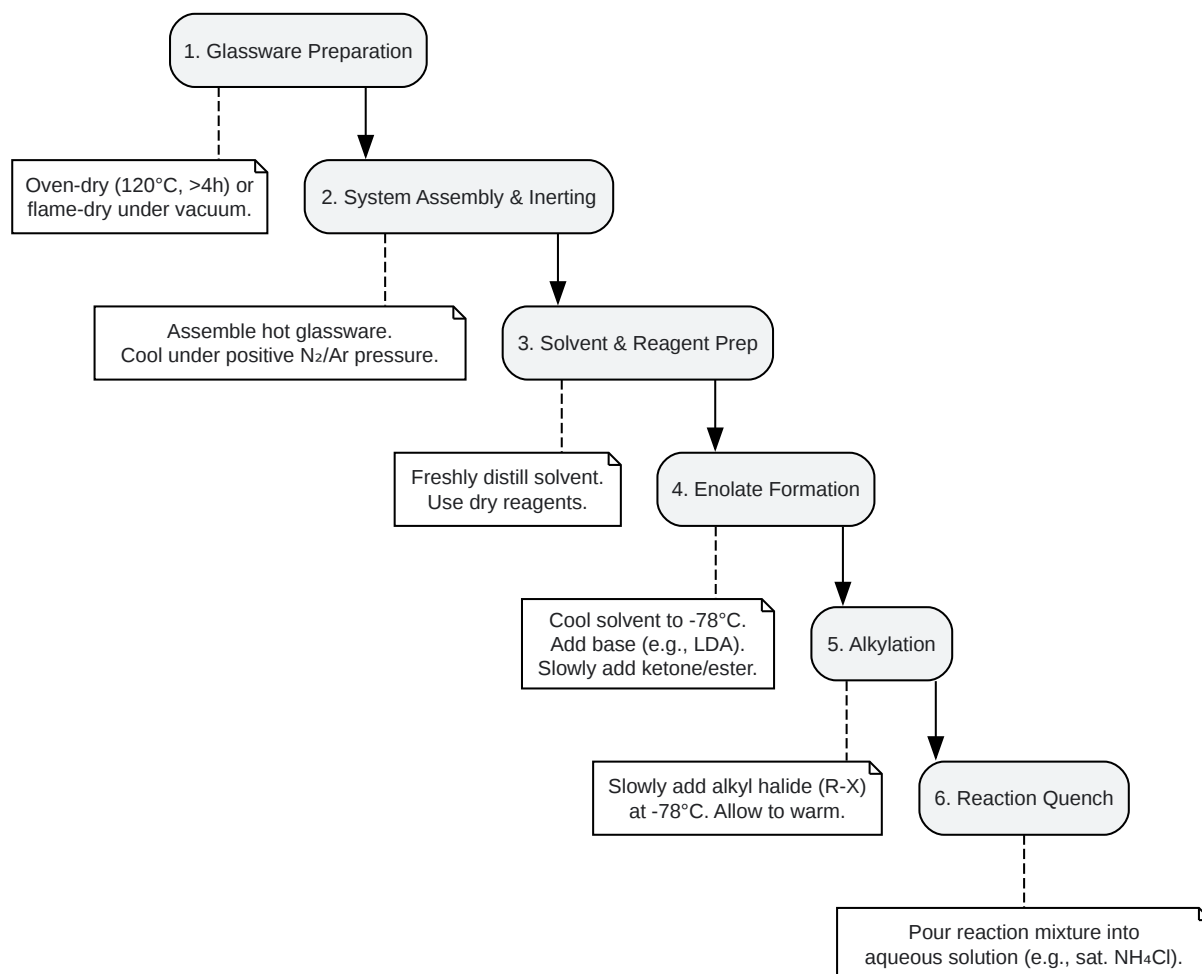 1. Glassware Preparation
Oven-dry (120°C, >4h) or
flame-dry under vacuum.
2. System Assembly & Inerting
Assemble hot glassware.
Cool under positive N₂/Ar pressure.
3. Solvent & Reagent Prep
Freshly distill solvent.
Use dry reagents.
4. Enolate Formation
Cool solvent to -78°C.
Add base (e.g., LDA).
Slowly add ketone/ester.
5. Alkylation
Slowly add alkyl halide (R-X)
at -78°C. Allow to warm.
6. Reaction Quench
Pour reaction mixture into
aqueous solution (e.g., sat. NH₄Cl).